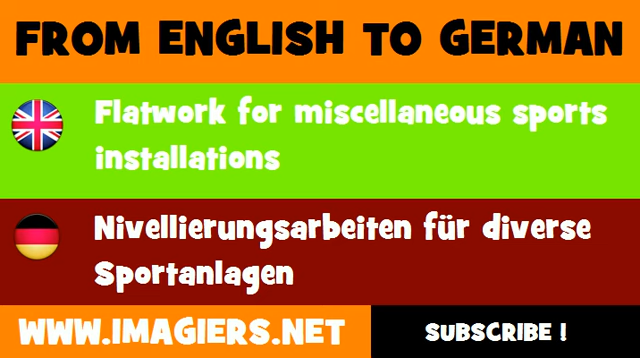 FROM ENGLISH TO GERMAN
Flatwork for miscellaneous sports
installations
Nivellierungsarbeiten für diverse
Sportanlagen
WWW.IMAGIERS.NET
SUBSCRIBE !